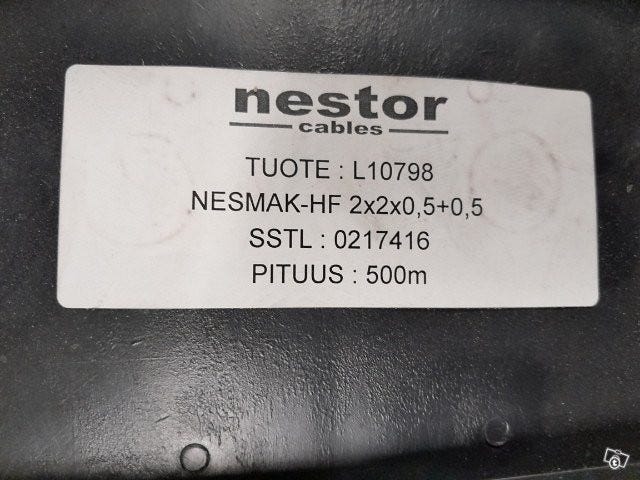 nestor
cables
TUOTE : L10798
NESMAK-HF 2x2x0,5+0,5
SSTL : 0217416
PITUUS : 500m